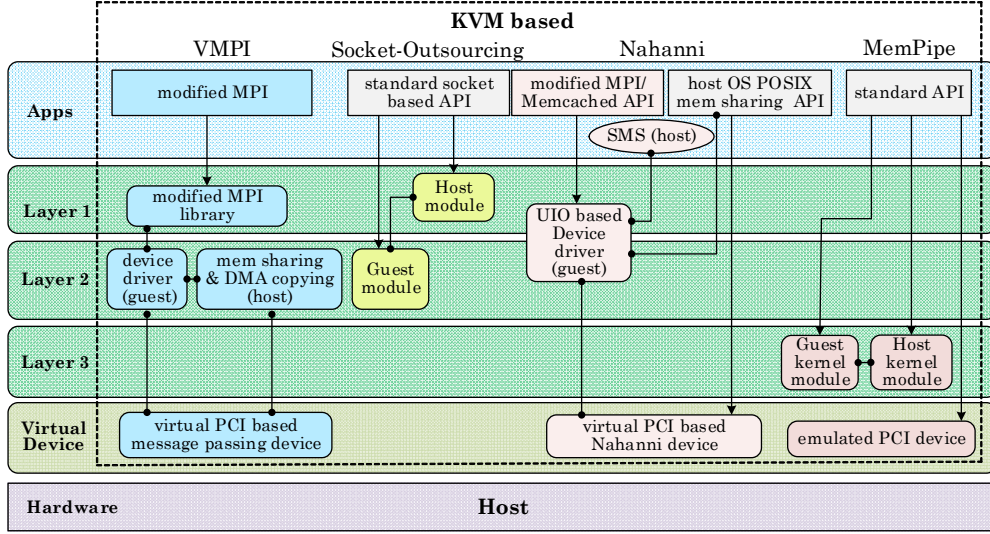 KVM based
VMPI
Socket-Outsourcing
Nahanni
MemPipe
Apps
modified MPI
standard socket
based API
modified MPI/
Memcached API
host OS POSIX
mem sharing API
standard API
SMS (host)
Layer 1
modified MPI
library
Host
module
UIO based
Device
driver
(guest)
Layer 2
device
driver
(guest)
mem sharing
& DMA copying
(host)
Guest
module
Layer 3
Guest
kernel
module
Host
kernel
module
Virtual
Device
virtual PCI based
message passing device
virtual PCI based
Nahanni device
emulated PCI device
Hardware
Host